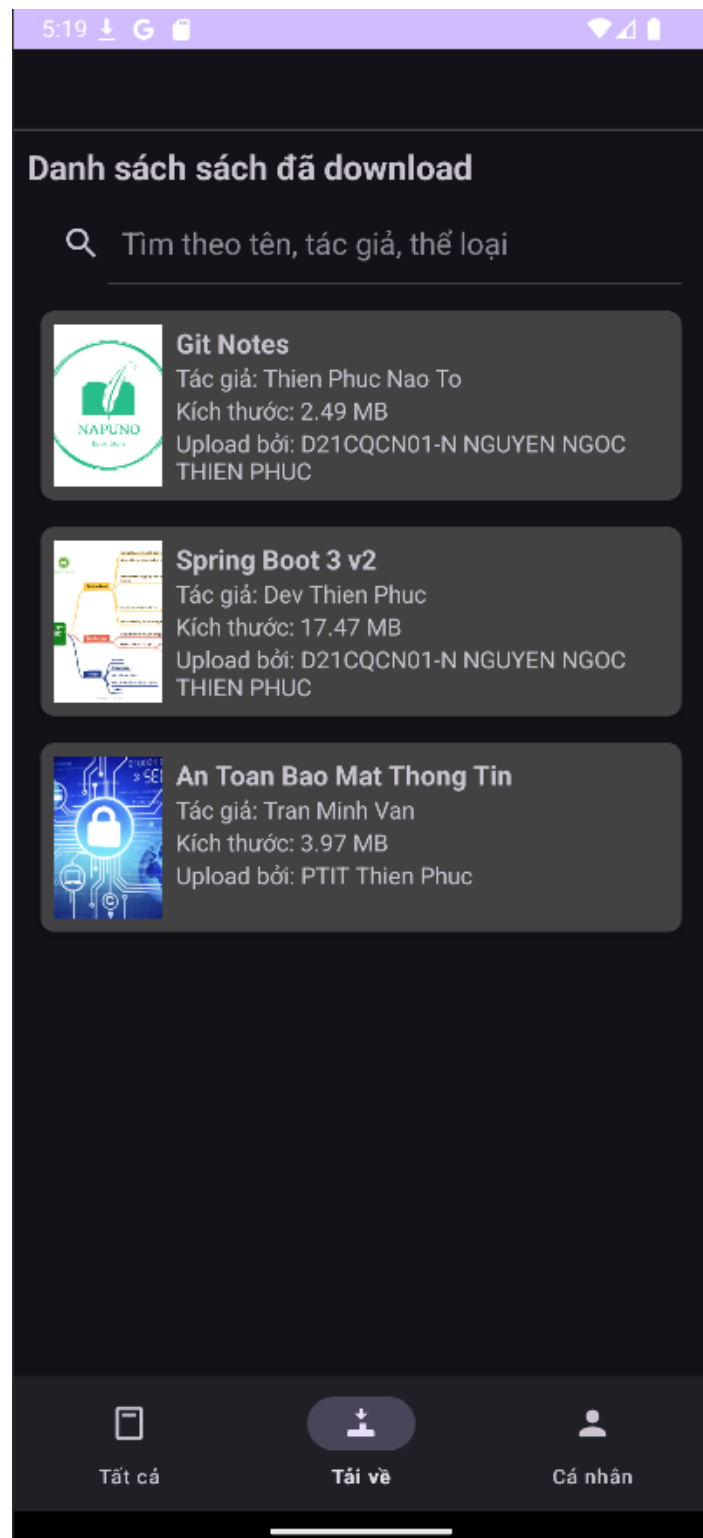 5:19
Danh sách sách đã download
Tìm theo tên, tác giả, thể loại
NAPUNO
Book Store
Git Notes
Tác giả: Thien Phuc Nao To
Kích thước: 2.49 MB
Upload bởi: D21CQCN01-N NGUYEN NGOC
THIEN PHUC
Spring Boot 3 v2
Tác giả: Dev Thien Phuc
Kích thước: 17.47 MB
Upload bởi: D21CQCN01-N NGUYEN NGOC
THIEN PHUC
An Toan Bao Mat Thong Tin
Tác giả: Tran Minh Van
Kích thước: 3.97 MB
Upload bởi: PTIT Thien Phuc
Tất cả
Tải về
Cá nhân